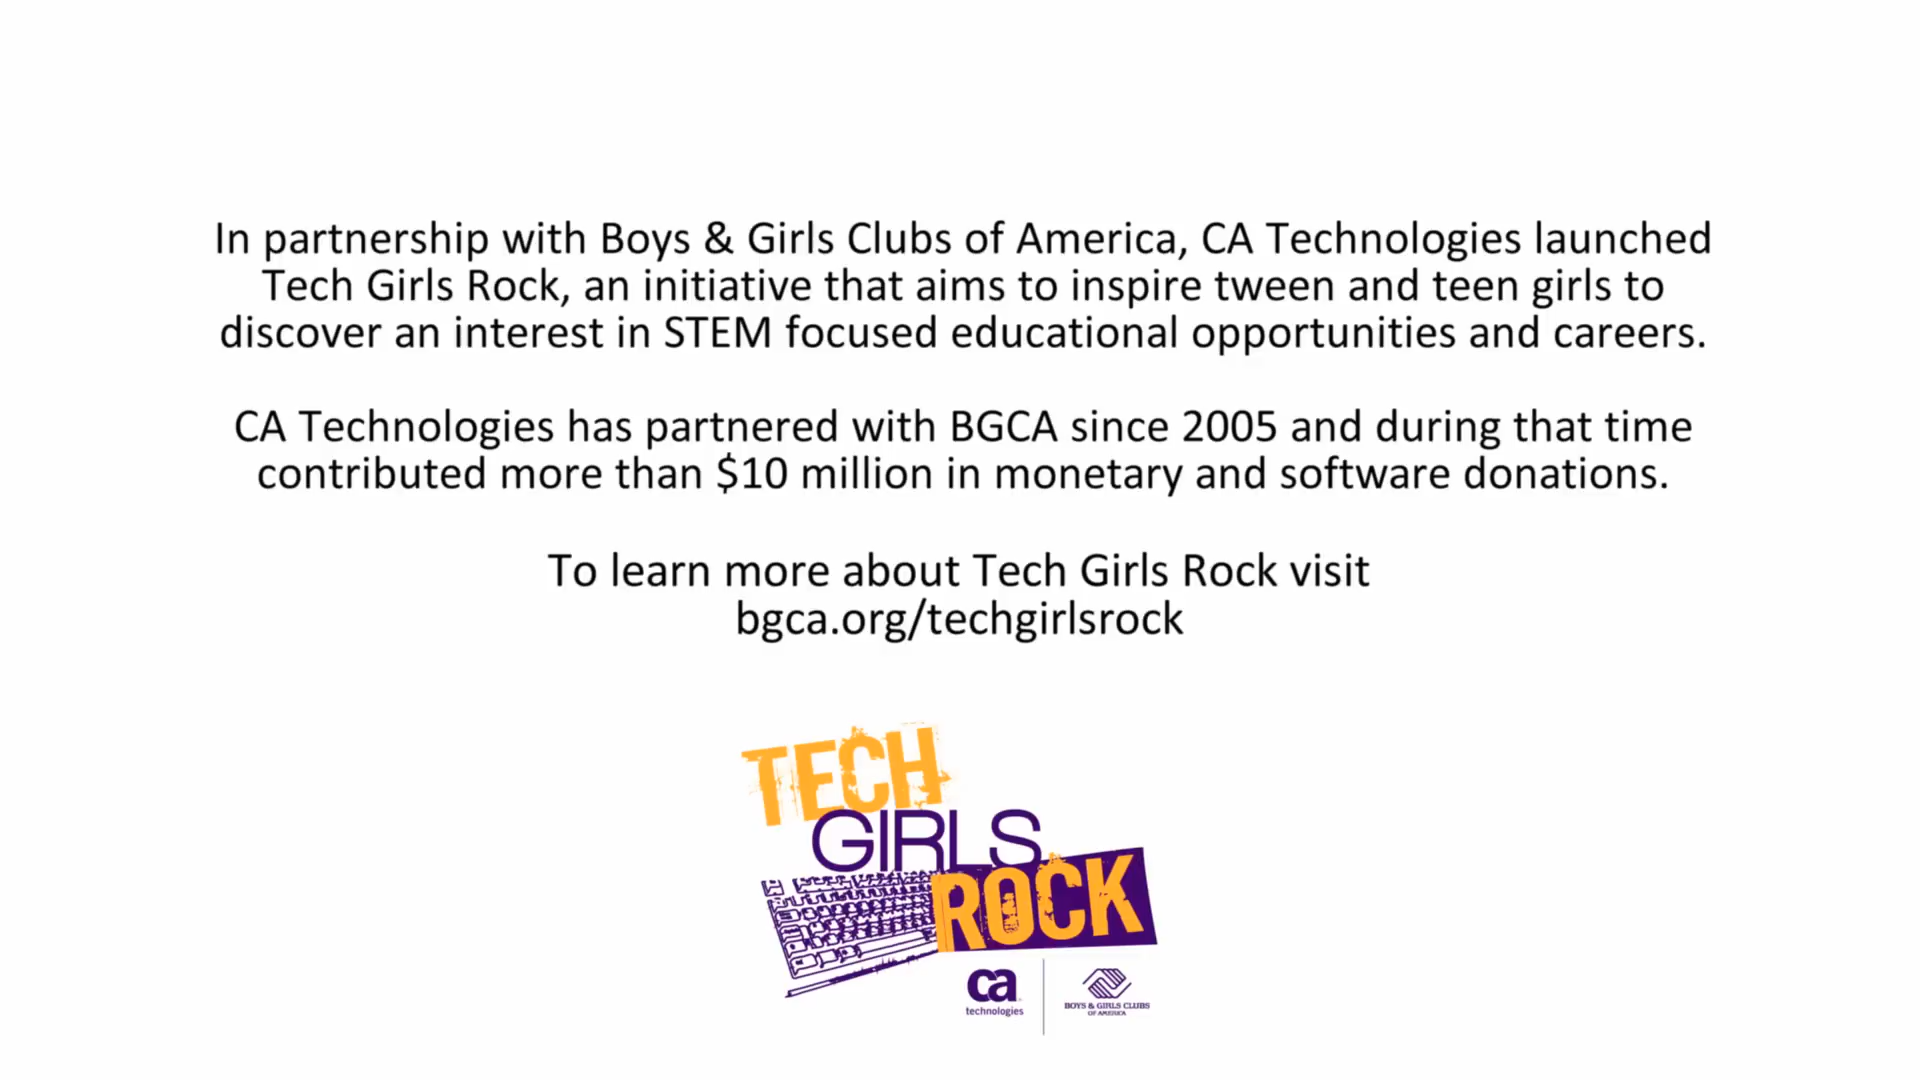 In partnership with Boys & Girls Clubs of America, CA Technologies launched
Tech Girls Rock, an initiative that aims to inspire tween and teen girls to
discover an interest in STEM focused educational opportunities and careers.
CA Technologies has partnered with BGCA since 2005 and during that time
contributed more than $10 million in monetary and software donations.
To learn more about Tech Girls Rock visit
bgca.org/techgirlsrock
TECH
GIRLS
ROCK
ca
technologies
BOYS & GIRLS CLUBS
OF AMERICA